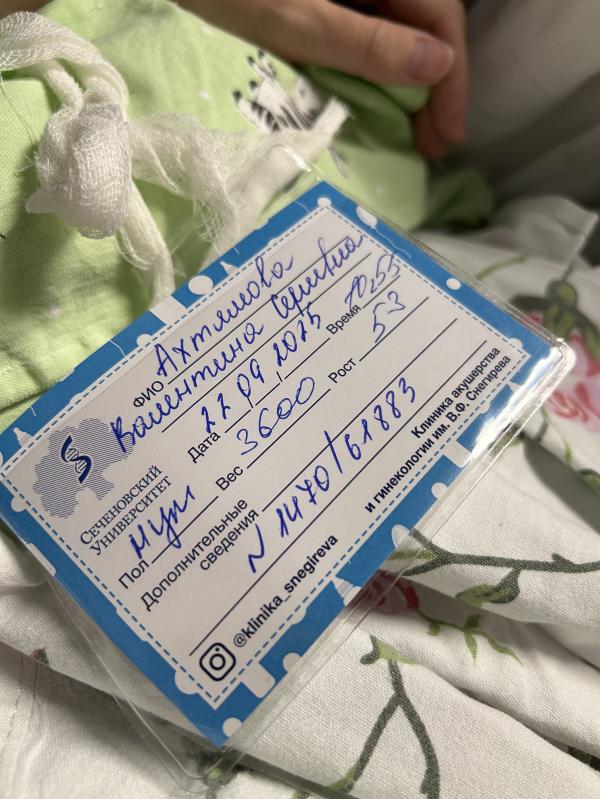 ФИО Ахтямова
Валентина Сергеевна
Дата 22 09 2025 Время 10,55
Вес 3600 Рост 53
Пол муж
Дополнительные
сведения N 1470/61883
Сеченовский
Университет
Клиника акушерства
и гинекологии им. В.Ф. Снегирева
@klinika_snegireva